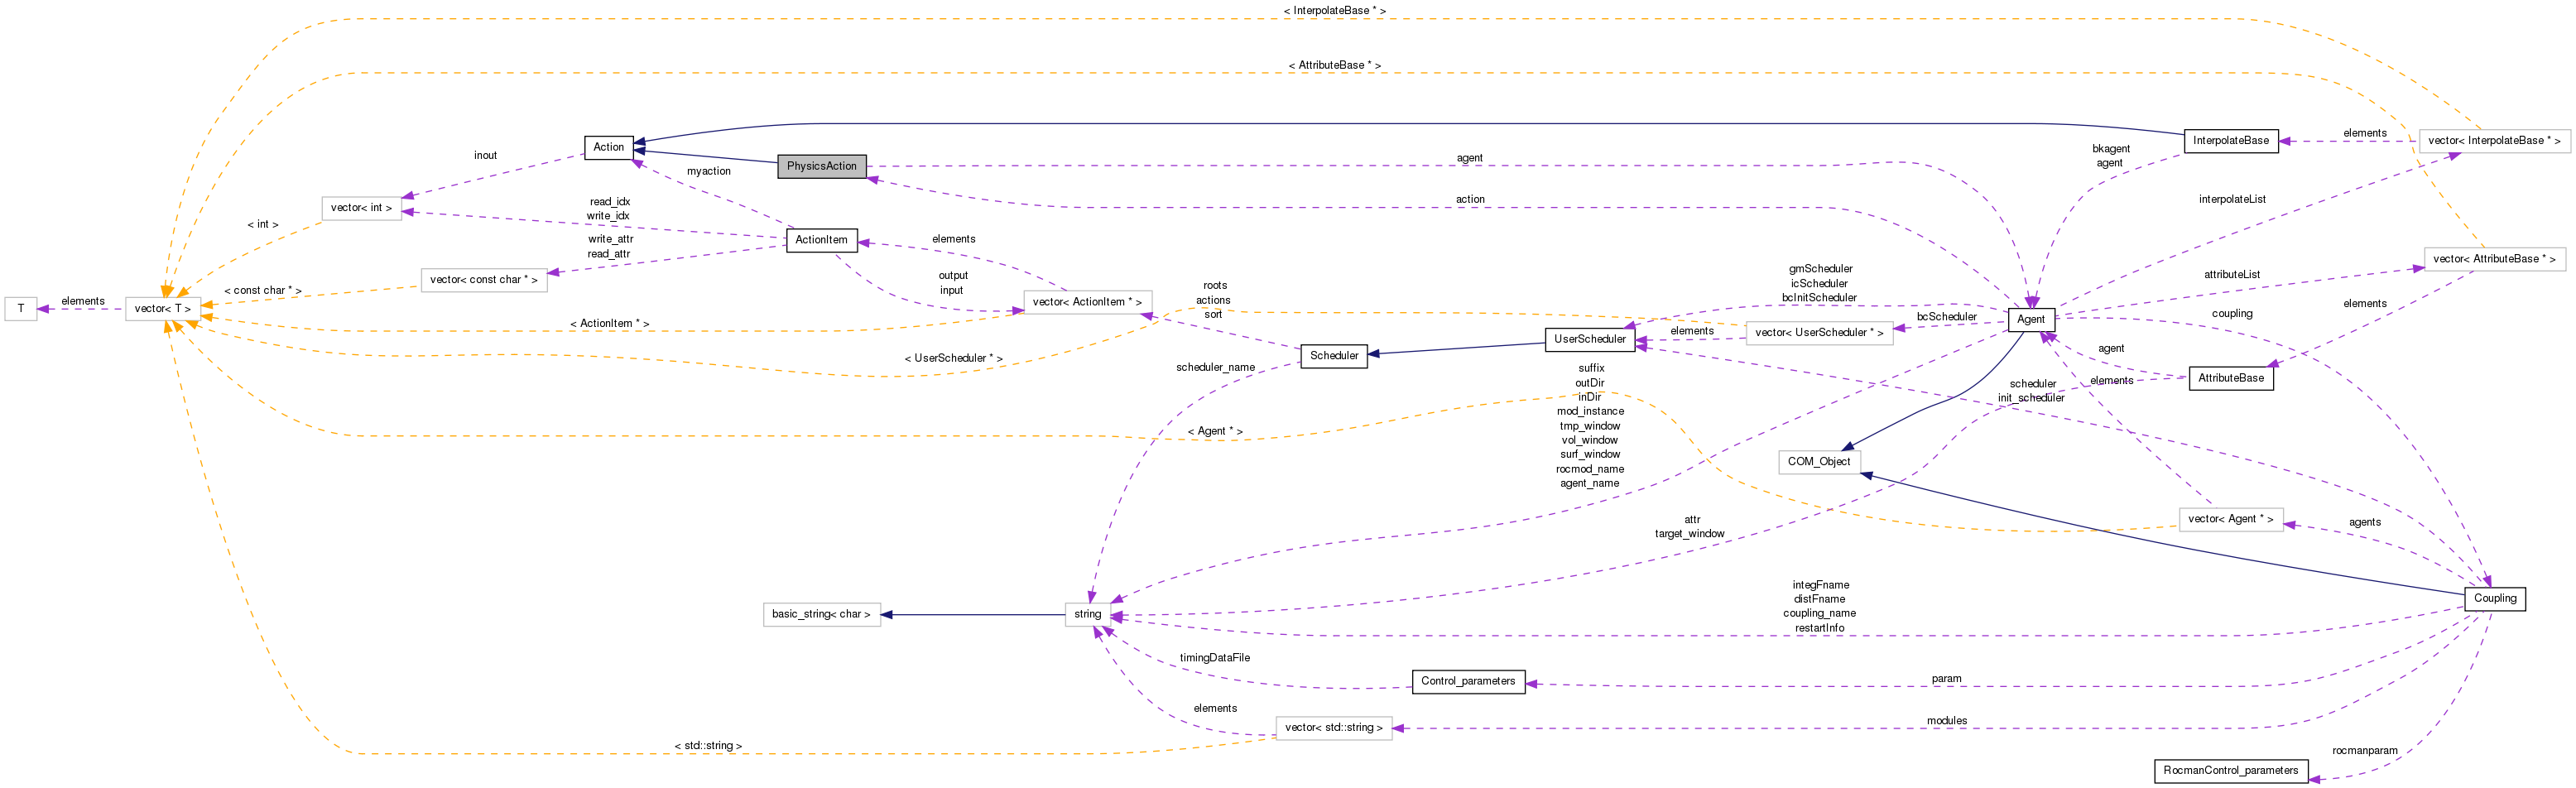 < InterpolateBase * >
< AttributeBase * >
Action
PhysicsAction
InterpolateBase
elements
vector< InterpolateBase * >
inout
myaction
agent
bkagent
agent
vector< int >
read_idx
write_idx
action
interpolateList
< int >
write_attr
read_attr
ActionItem
elements
vector< AttributeBase * >
vector< const char * >
output
input
gmScheduler
icScheduler
bcInitScheduler
attributeList
< const char * >
roots
actions
sort
vector< ActionItem * >
elements
T
elements
vector< T >
< ActionItem * >
UserScheduler
elements
vector< UserScheduler * >
bcScheduler
Agent
coupling
< UserScheduler * >
Scheduler
agent
AttributeBase
scheduler_name
suffix
outDir
inDir
mod_instance
tmp_window
vol_window
surf_window
rocmod_name
agent_name
scheduler
init_scheduler
elements
< Agent * >
COM_Object
attr
target_window
vector< Agent * >
agents
basic_string< char >
string
integFname
distFname
coupling_name
restartInfo
Coupling
timingDataFile
Control_parameters
param
elements
vector< std::string >
modules
< std::string >
rocmanparam
RocmanControl_parameters